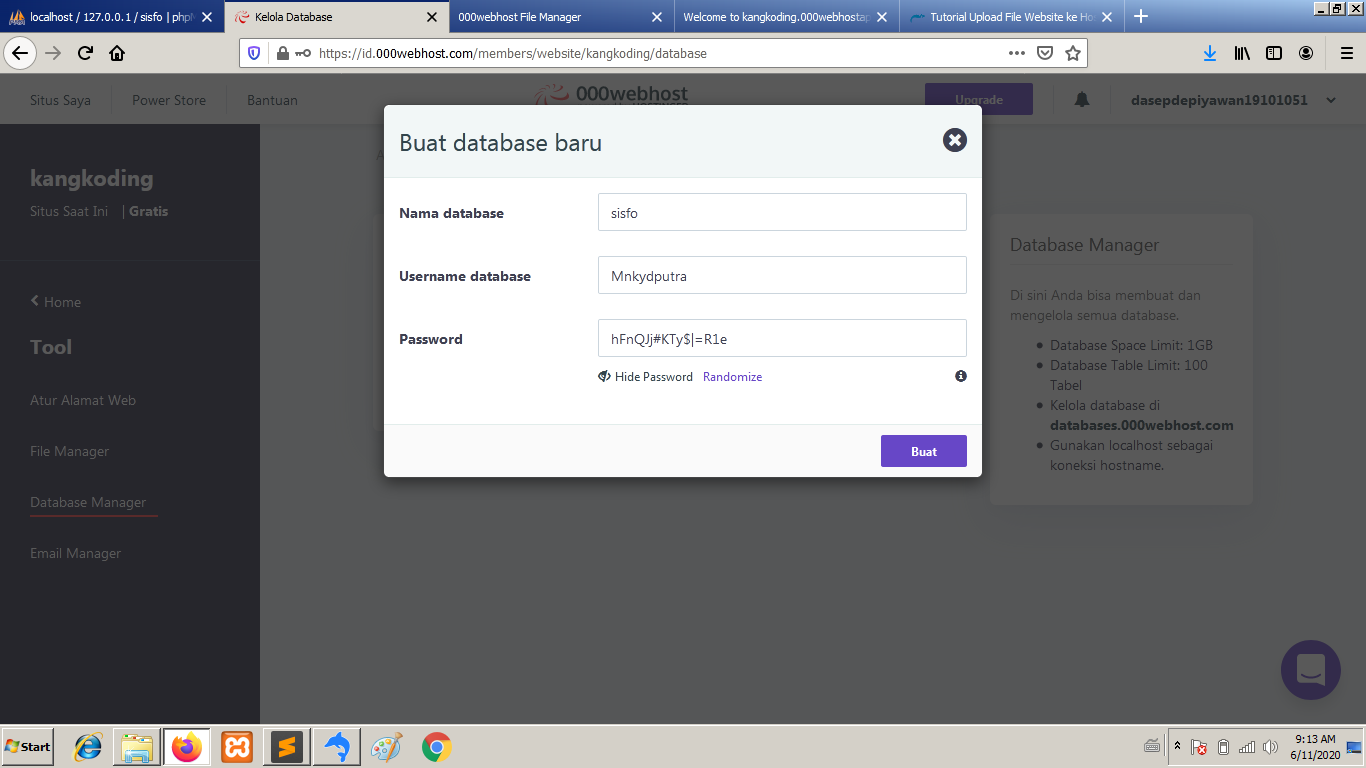 localhost / 127.0.0.1 / sisfo | php
Kelola Database
000webhost File Manager
Welcome to kangkoding.000webhostap
Tutorial Upload File Website ke Hos
https://id.000webhost.com/members/website/kangkoding/database
Situs Saya
Power Store
Bantuan
000webhost
Upgrade
dasepdepiyawan19101051
kangkoding
Situs Saat Ini | Gratis
Home
Tool
Atur Alamat Web
File Manager
Database Manager
Email Manager
Buat database baru
Nama database
sisfo
Username database
Mnkydputra
Password
hFnQJj#KTy$|=R1e
Hide Password Randomize
Buat
Database Manager
Di sini Anda bisa membuat dan
mengelola semua database.
Database Space Limit: 1GB
Database Table Limit: 100
Tabel
Kelola database di
databases.000webhost.com
Gunakan localhost sebagai
koneksi hostname.
Start
9:13 AM
6/11/2020